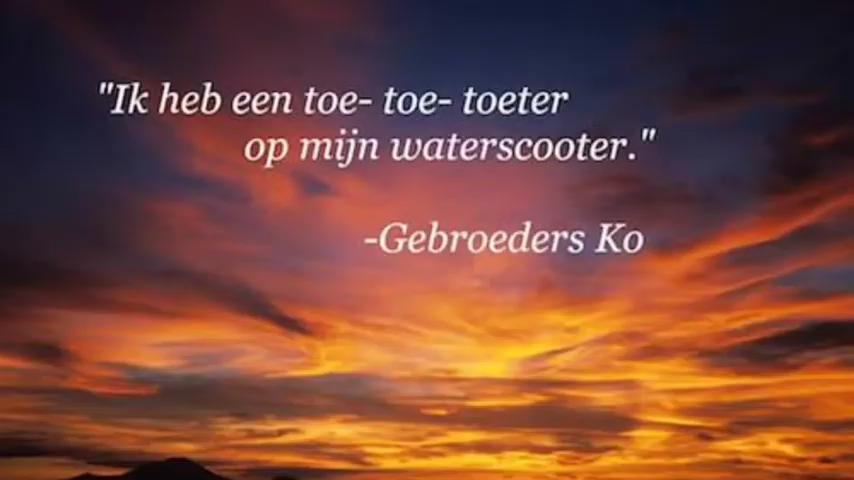 "Ik heb een toe- toe- toeter
op mijn waterscooter."
-Gebroeders Ko